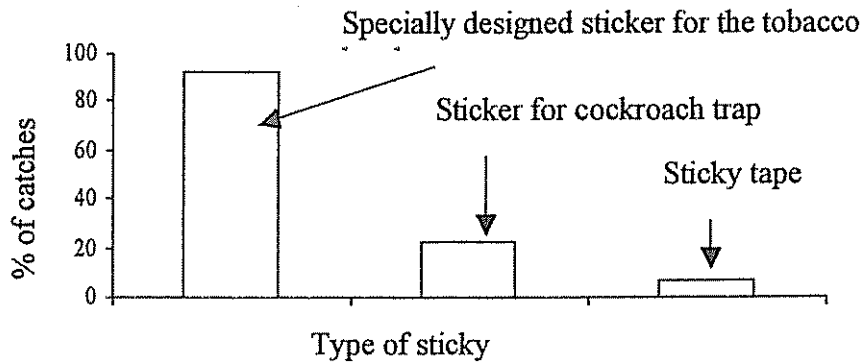 Specially designed sticker for the tobacco
100
80
60
40
20
0
% of catches
Sticker for cockroach trap
Sticky tape
Type of sticky